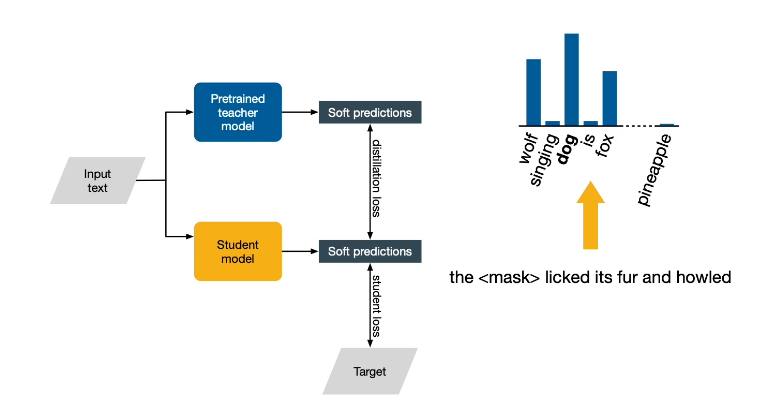 Pretrained
teacher
model
Soft predictions
Input
text
distillation loss
Student
model
Soft predictions
student loss
Target
wolf
singing
dog
is
fox
pineapple
the <mask> licked its fur and howled